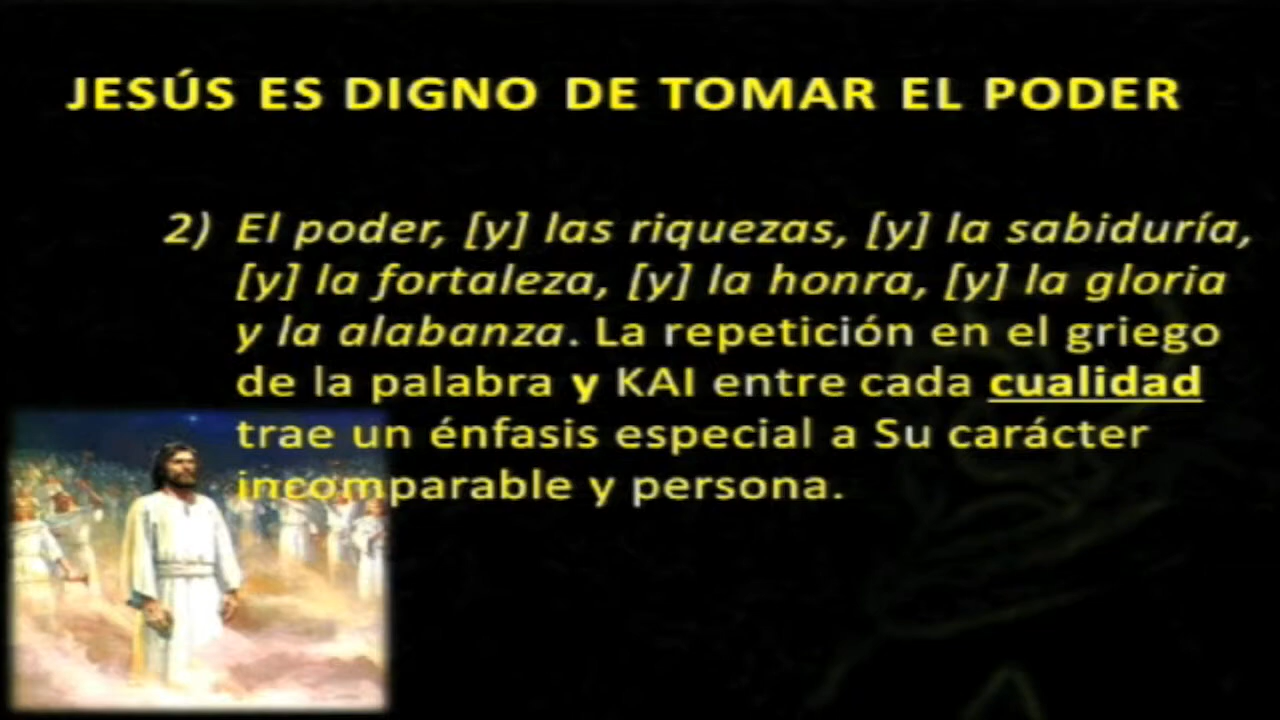 JESÚS ES DIGNO DE TOMAR EL PODER
2) El poder, [y] las riquezas, [y] la sabiduría,
[y] la fortaleza, [y] la honra, [y] la gloria
y la alabanza. La repetición en el griego
de la palabra y KAI entre cada cualidad
trae un énfasis especial a Su carácter
incomparable y persona.